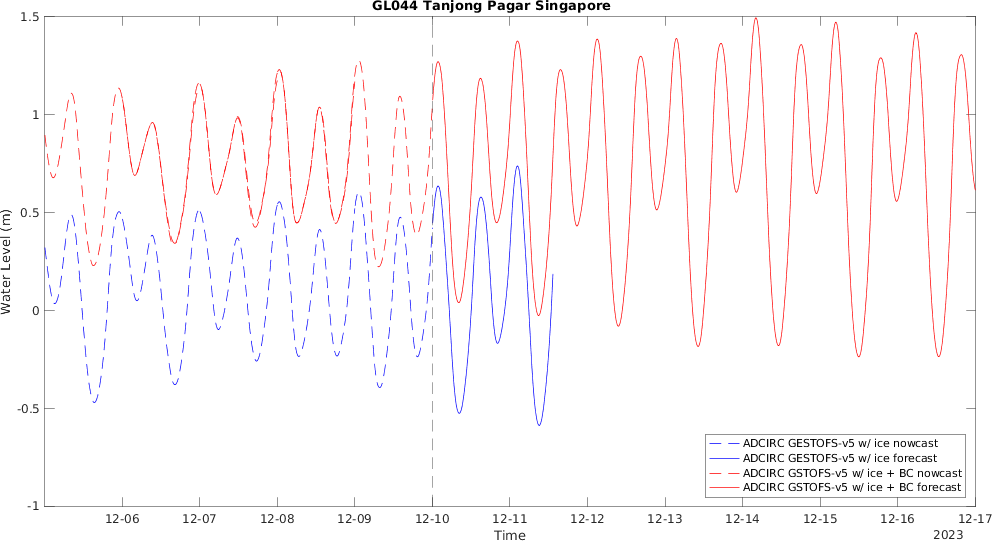 GL044 Tanjong Pagar Singapore
1.5
1
0.5
0
-0.5
-1
Water Level (m)
12-06
12-07
12-08
12-09
12-10
12-11
12-12
12-13
12-14
12-15
12-16
12-17
Time
2023
ADCIRC GESTOFS-v5 w/ ice nowcast
ADCIRC GESTOFS-v5 w/ ice forecast
ADCIRC GSTOFS-v5 w/ ice + BC nowcast
ADCIRC GSTOFS-v5 w/ ice + BC forecast